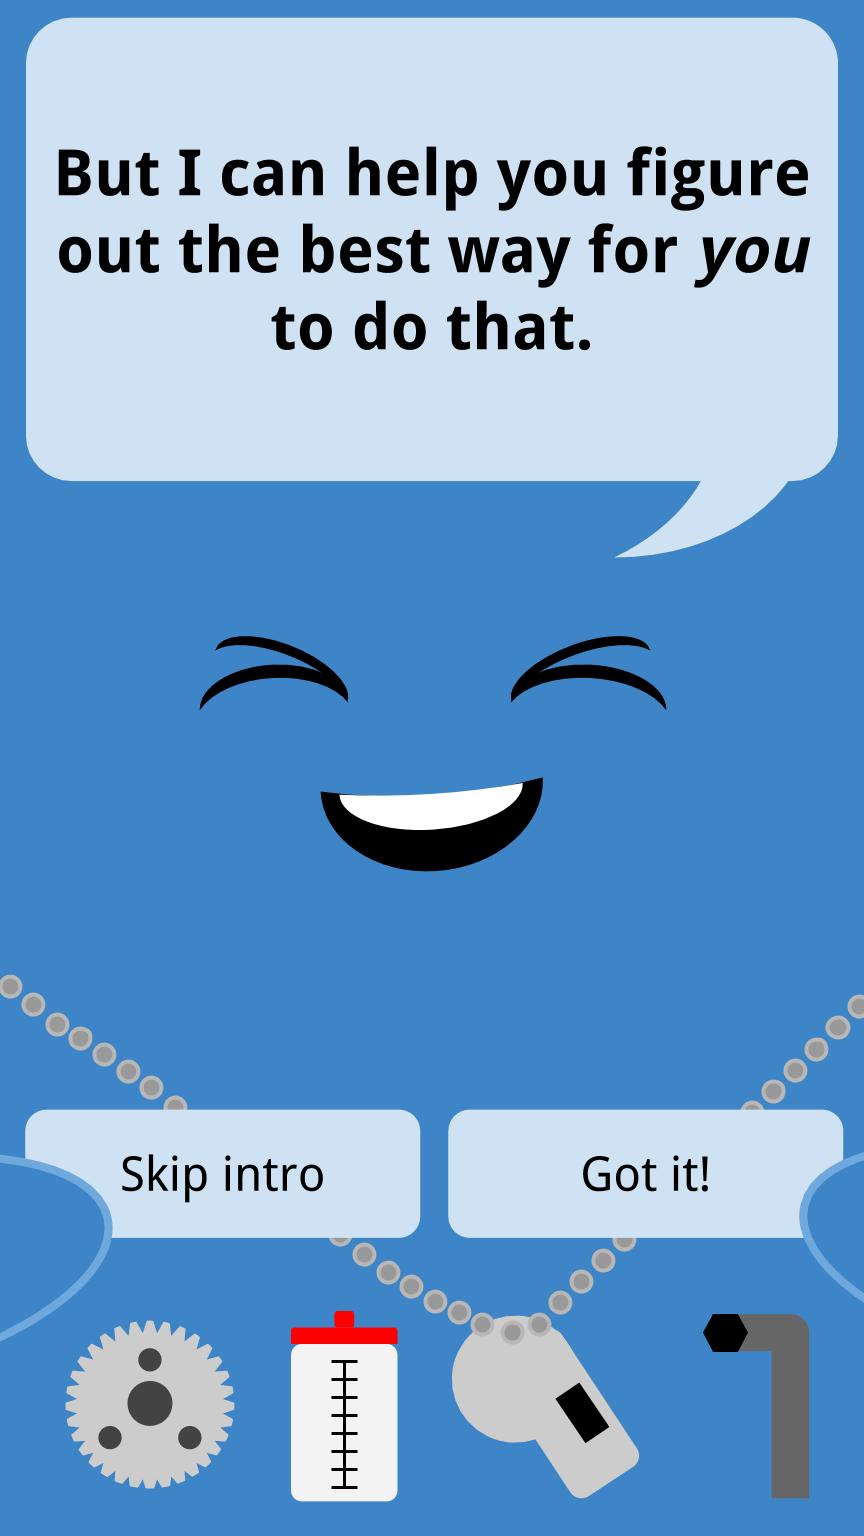 But I can help you figure
out the best way for you
to do that.
Skip intro
Got it!